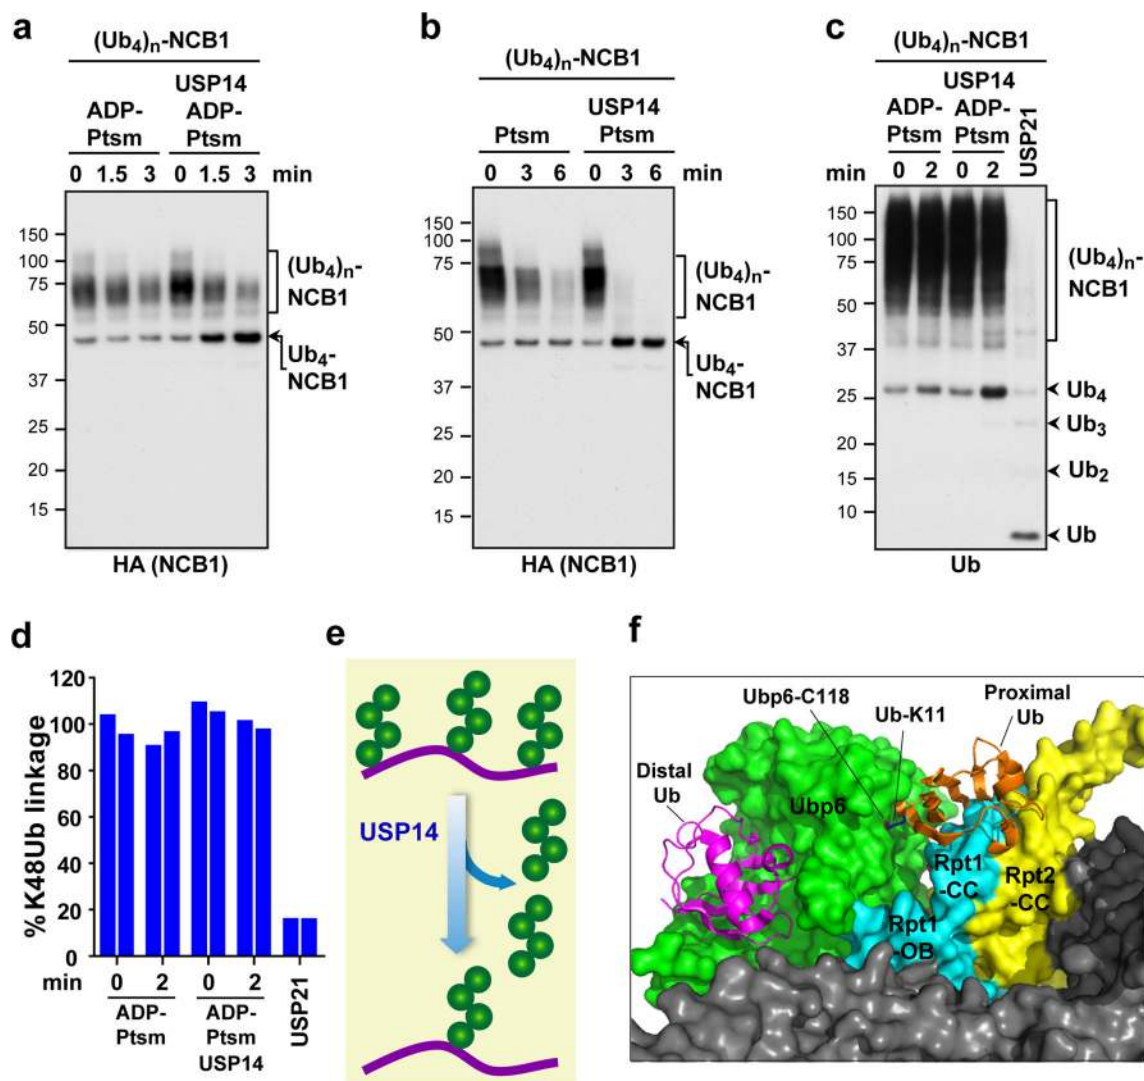 a
(Ub4)n-NCB1
ADP-
Ptsm
USP14
ADP-
Ptsm
0 1.5 3 0 1.5 3 min
150
100
75
50
37
25
20
15
(Ub4)n-
NCB1
Ub4-
NCB1
HA (NCB1)
b
(Ub4)n-NCB1
Ptsm
USP14
Ptsm
0 3 6 0 3 6 min
150
100
75
50
37
25
20
15
(Ub4)n-
NCB1
Ub4-
NCB1
HA (NCB1)
c
(Ub4)n-NCB1
ADP-
Ptsm
USP14
ADP-
Ptsm
USP21
min 0 2 0 2
150
100
75
50
37
25
20
15
10
(Ub4)n-
NCB1
Ub4
Ub3
Ub2
Ub
Ub
d
% K48Ub linkage
120
100
80
60
40
20
0
min 0 2 0 2
ADP-
Ptsm
ADP-
Ptsm
USP14
USP21
e
USP14
f
Ubp6-C118
Ub-K11
Proximal
Ub
Distal
Ub
Ubp6
Rpt1
-CC
Rpt2
-CC
Rpt1
-OB